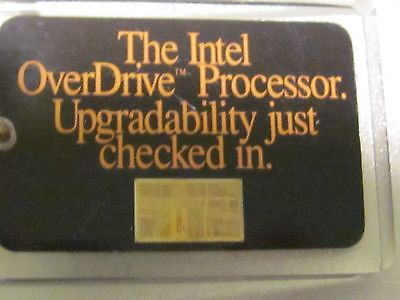 The Intel
OverDrive™ Processor.
Upgradability just
checked in.